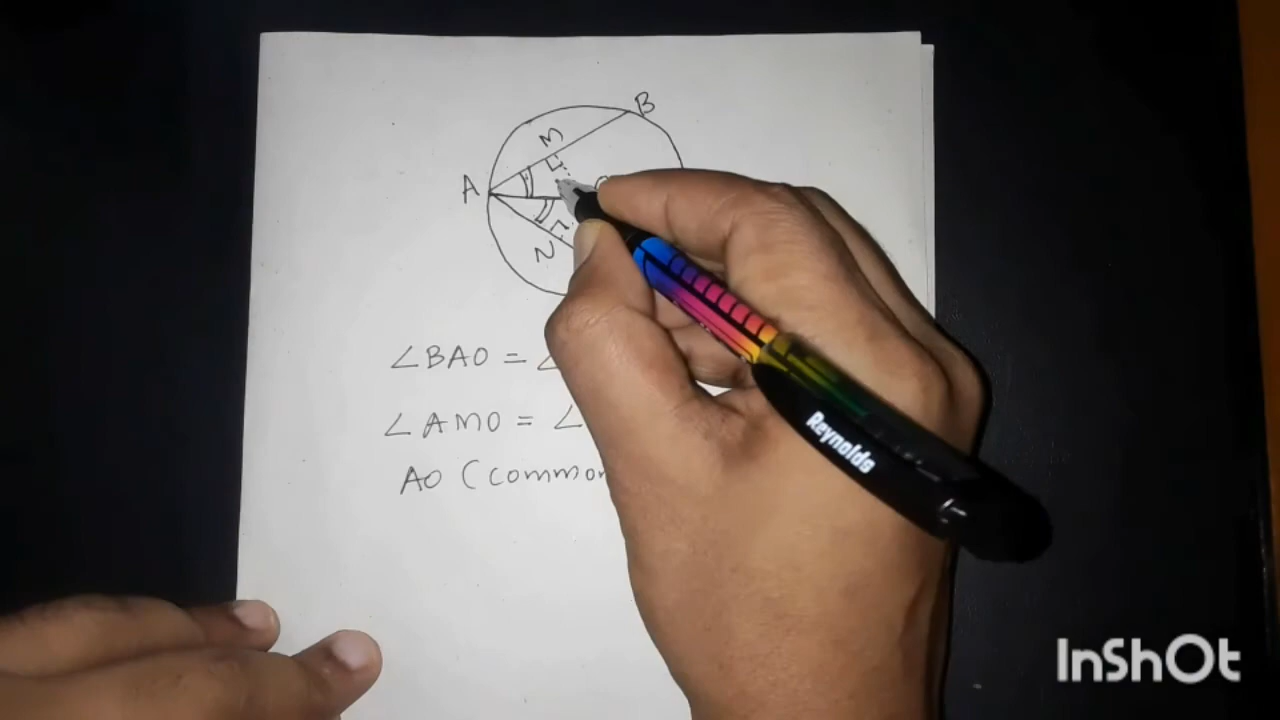 B
M
A
N
∠BAO = ∠
∠AMO = ∠
AO (common
Reynolds
InShOt